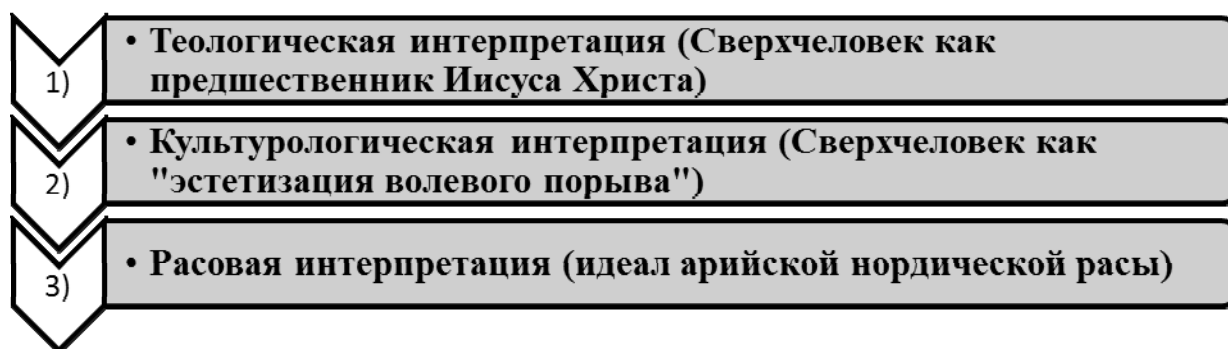 1)
• Теологическая интерпретация (Сверхчеловек как
предшественник Иисуса Христа)
2)
• Культурологическая интерпретация (Сверхчеловек как
"эстетизация волевого порыва")
3)
• Расовая интерпретация (идеал арийской нордической расы)